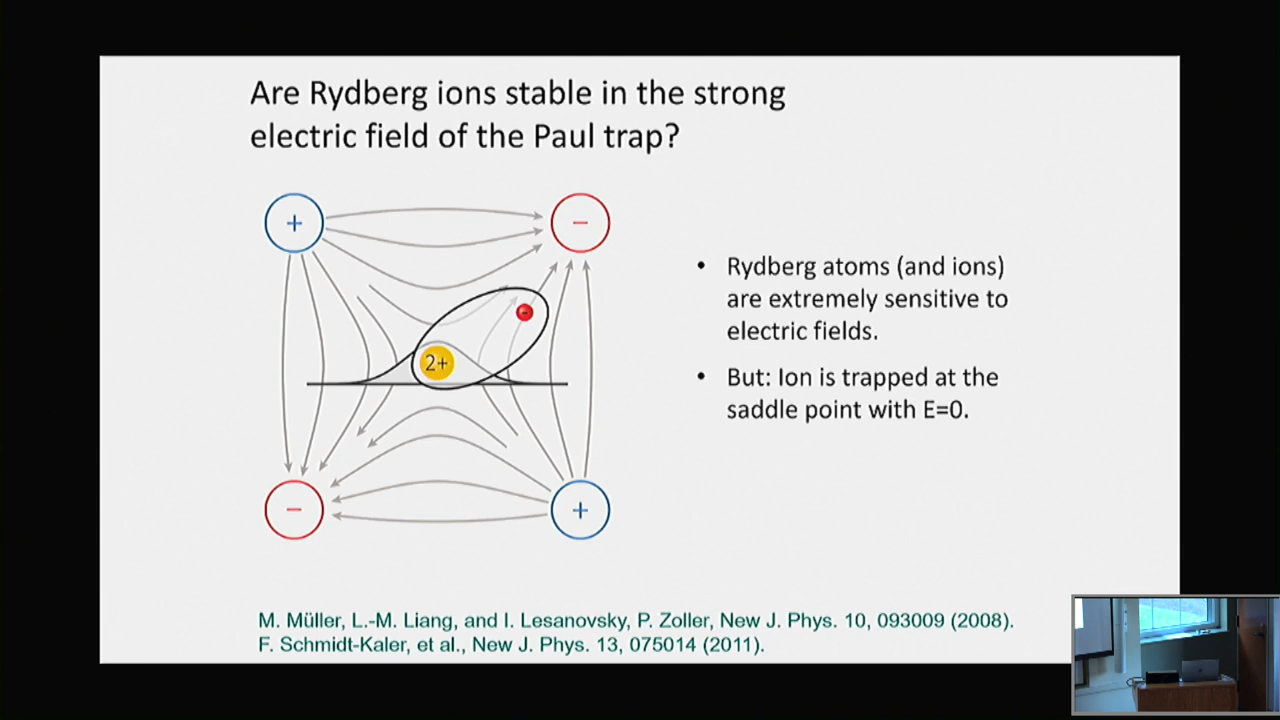 Are Rydberg ions stable in the strong
electric field of the Paul trap?
+
−
-
2+
−
+
• Rydberg atoms (and ions)
are extremely sensitive to
electric fields.
• But: Ion is trapped at the
saddle point with E=0.
M. Müller, L.-M. Liang, and I. Lesanovsky, P. Zoller, New J. Phys. 10, 093009 (2008).
F. Schmidt-Kaler, et al., New J. Phys. 13, 075014 (2011).